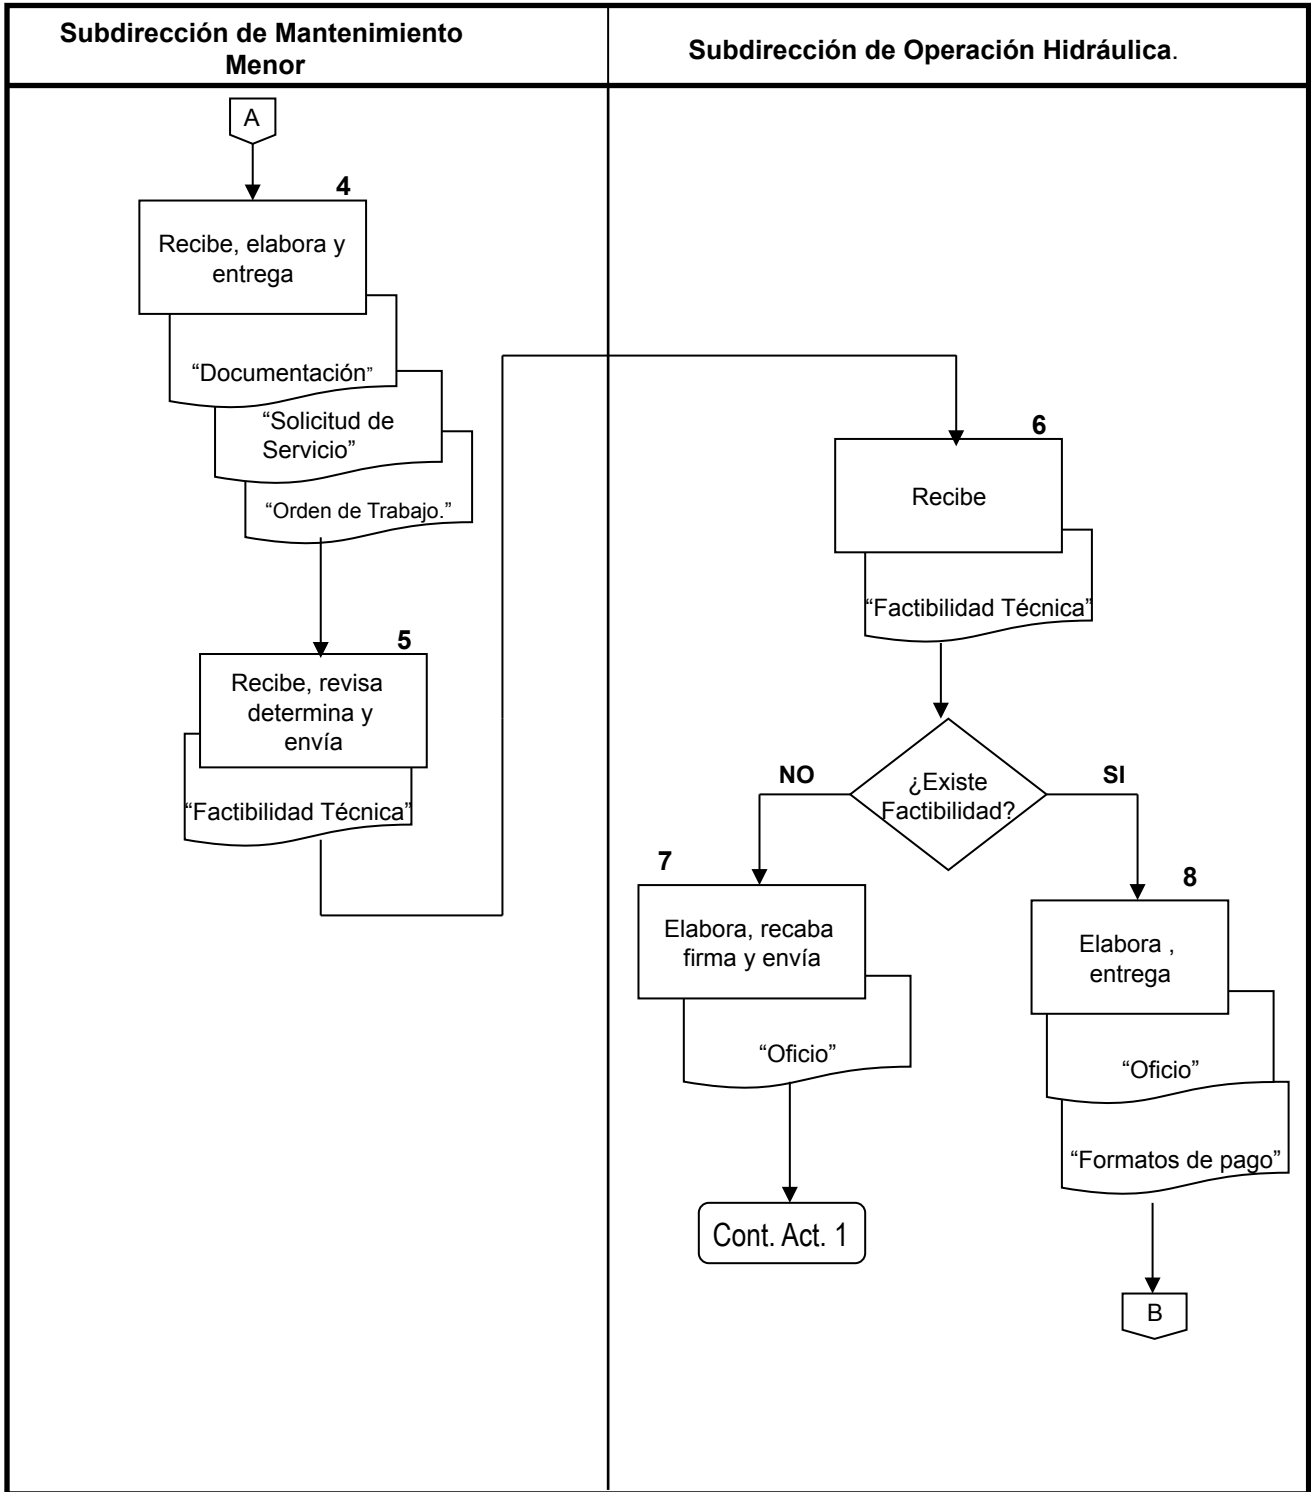 Subdirección de Mantenimiento
Menor
Subdirección de Operación Hidráulica.
A
4
Recibe, elabora y
entrega
“Documentación”
“Solicitud de
Servicio”
“Orden de Trabajo.”
5
Recibe, revisa
determina y
envía
“Factibilidad Técnica”
6
Recibe
“Factibilidad Técnica”
¿Existe
Factibilidad?
NO
SI
7
Elabora, recaba
firma y envía
“Oficio”
Cont. Act. 1
8
Elabora ,
entrega
“Oficio”
“Formatos de pago”
B